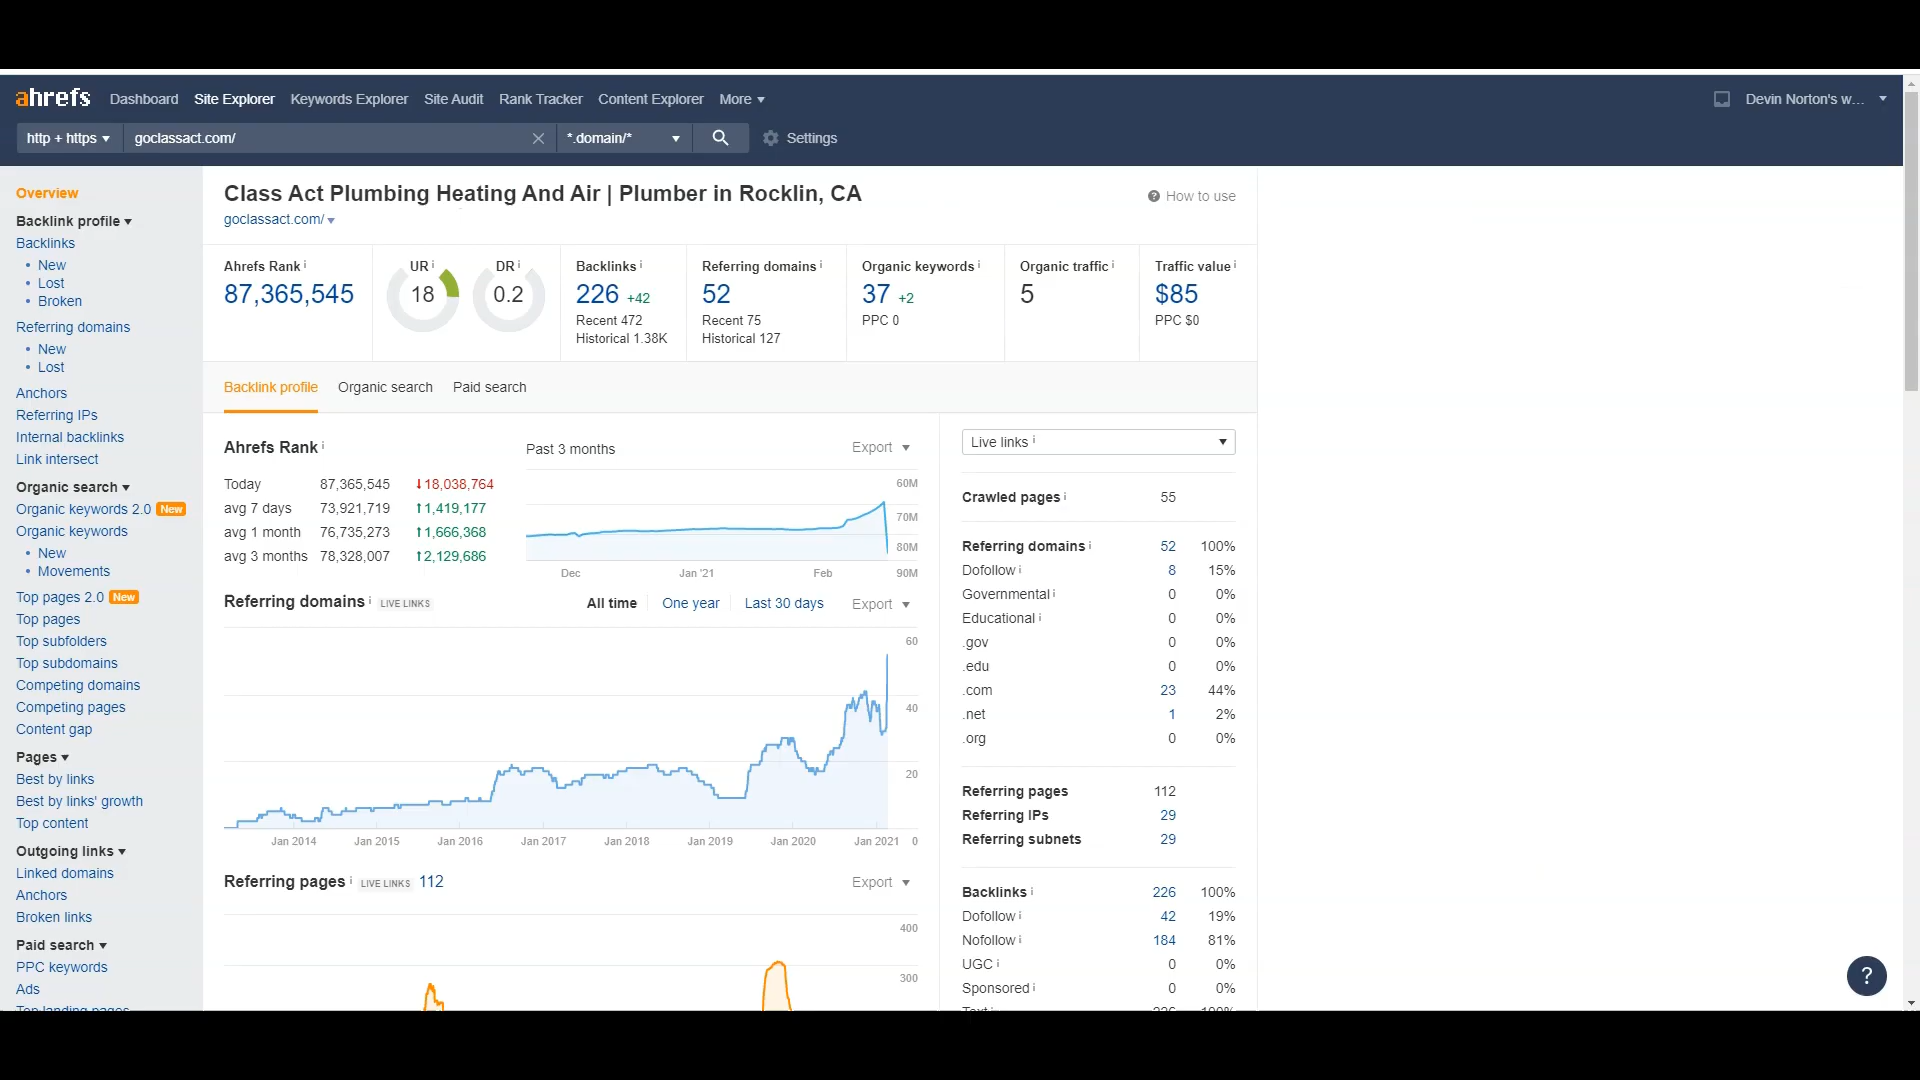 ahrefs Dashboard Site Explorer Keywords Explorer Site Audit Rank Tracker Content Explorer More Devin Norton's w...
http + https goclassact.com/ *.domain/* Settings
Overview
Backlink profile
Backlinks
• New
• Lost
• Broken
Referring domains
• New
• Lost
Anchors
Referring IPs
Internal backlinks
Link intersect
Organic search
Organic keywords 2.0 New
Organic keywords
• New
• Movements
Top pages 2.0 New
Top pages
Top subfolders
Top subdomains
Competing domains
Competing pages
Content gap
Pages
Best by links
Best by links' growth
Top content
Outgoing links
Linked domains
Anchors
Broken links
Paid search
PPC keywords
Ads
Top landing pages
Class Act Plumbing Heating And Air | Plumber in Rocklin, CA
? How to use
goclassact.com/
Ahrefs Rank i
87,365,545
UR i
18
DR i
0.2
Backlinks i
226 +42
Recent 472
Historical 1.38K
Referring domains i
52
Recent 75
Historical 127
Organic keywords i
37 +2
PPC 0
Organic traffic i
5
Traffic value i
$85
PPC $0
Backlink profile Organic search Paid search
Ahrefs Rank i Past 3 months Export
Today 87,365,545 ↓18,038,764
avg 7 days 73,921,719 ↑1,419,177
avg 1 month 76,735,273 ↑1,666,368
avg 3 months 78,328,007 ↑2,129,686
60M
70M
80M
90M
Dec Jan '21 Feb
Referring domains i LIVE LINKS All time One year Last 30 days Export
60
40
20
0
Jan 2014 Jan 2015 Jan 2016 Jan 2017 Jan 2018 Jan 2019 Jan 2020 Jan 2021
Referring pages i LIVE LINKS 112 Export
400
300
Live links i
Crawled pages i 55
Referring domains i 52 100%
Dofollow i 8 15%
Governmental i 0 0%
Educational i 0 0%
.gov 0 0%
.edu 0 0%
.com 23 44%
.net 1 2%
.org 0 0%
Referring pages 112
Referring IPs 29
Referring subnets 29
Backlinks i 226 100%
Dofollow i 42 19%
Nofollow i 184 81%
UGC i 0 0%
Sponsored i 0 0%
?